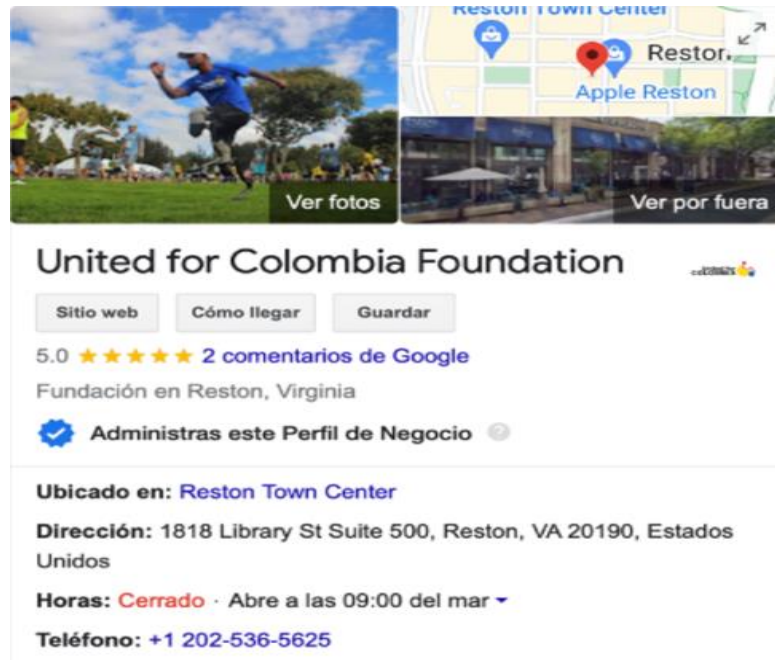 Reston Town Center
Reston
Apple Reston
Ver fotos
Ver por fuera
United for Colombia Foundation
COLOMBIA
Sitio web
Cómo llegar
Guardar
5.0 2 comentarios de Google
Fundación en Reston, Virginia
Administras este Perfil de Negocio ?
Ubicado en: Reston Town Center
Dirección: 1818 Library St Suite 500, Reston, VA 20190, Estados
Unidos
Horas: Cerrado · Abre a las 09:00 del mar
Teléfono: +1 202-536-5625